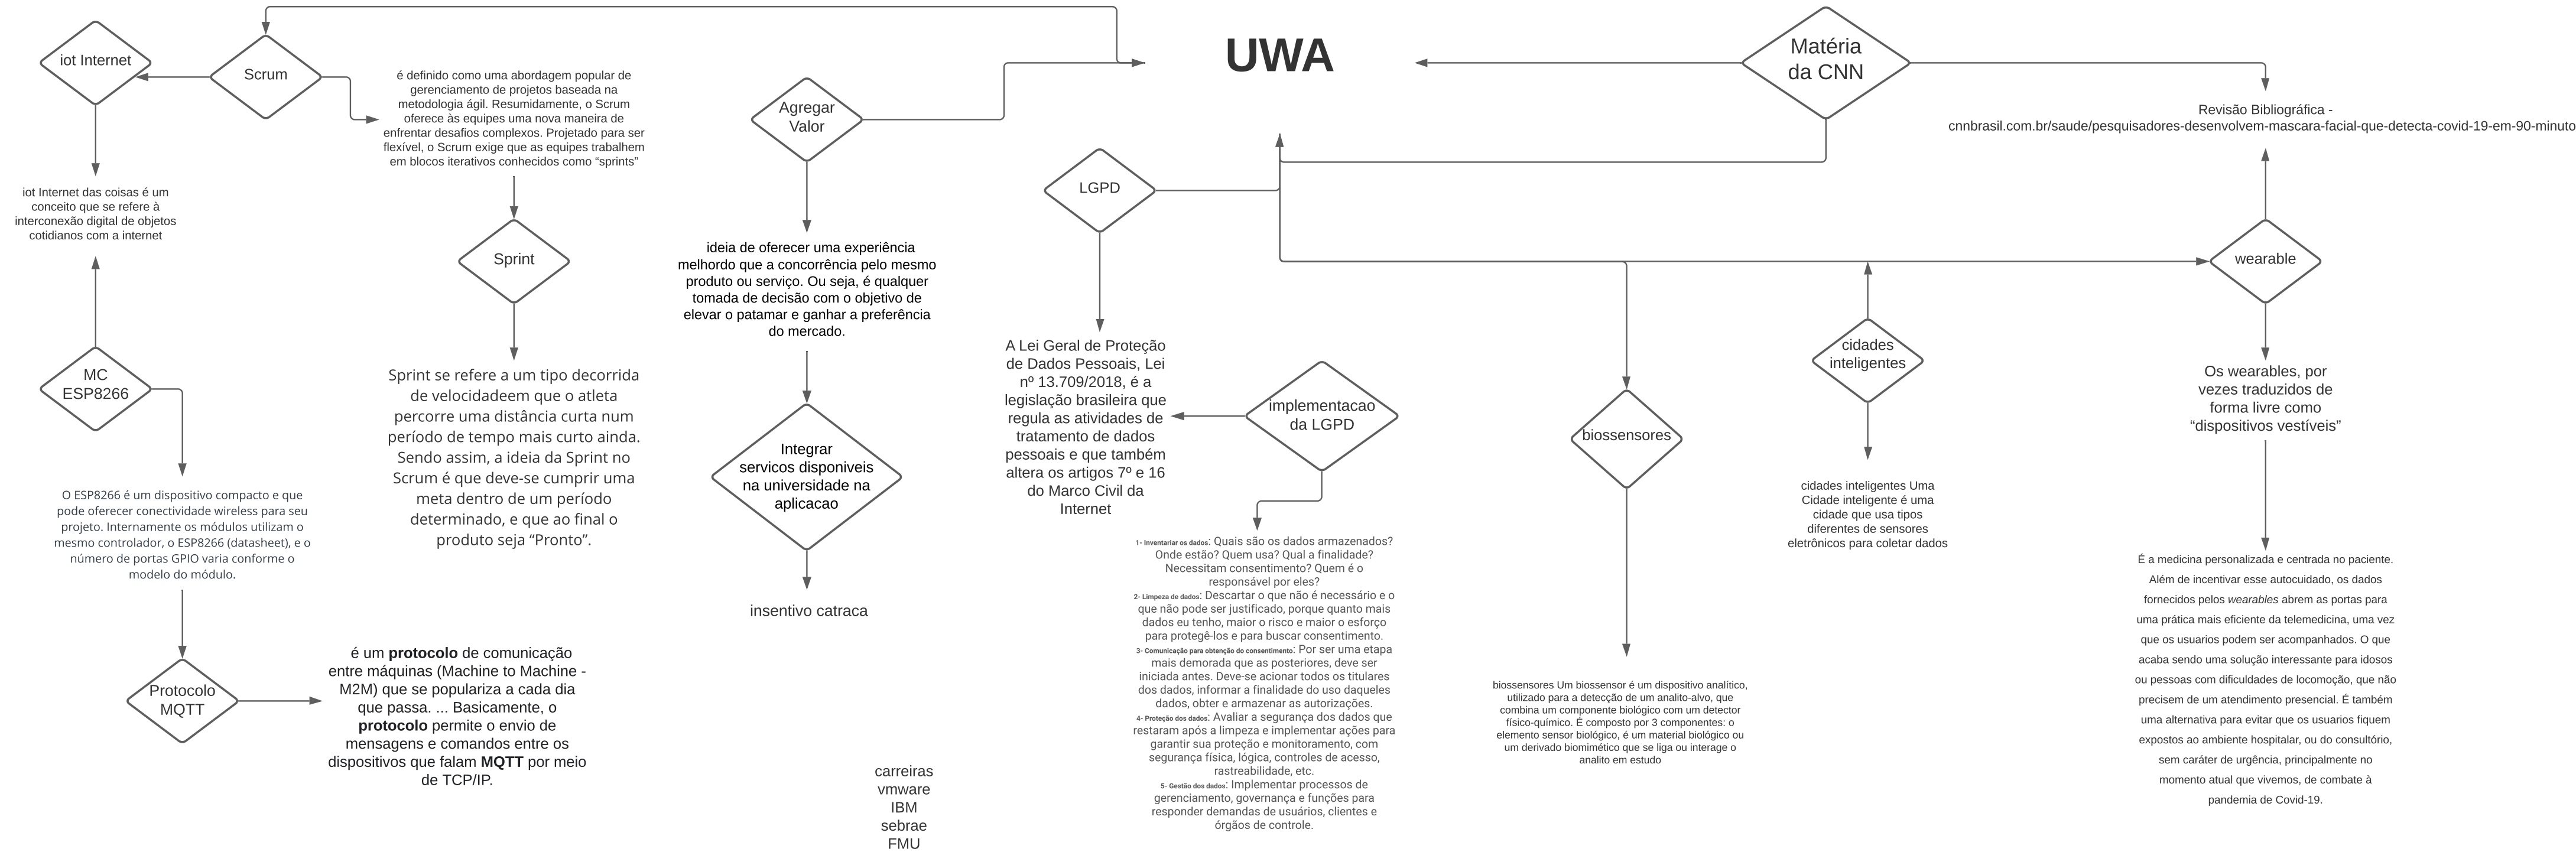 UWA
Matéria
da CNN
iot Internet
Scrum
é definido como uma abordagem popular de
gerenciamento de projetos baseada na
metodologia ágil. Resumidamente, o Scrum
oferece às equipes uma nova maneira de
enfrentar desafios complexos. Projetado para ser
flexível, o Scrum exige que as equipes trabalhem
em blocos iterativos conhecidos como “sprints”
Agregar
Valor
Revisão Bibliográfica -
cnnbrasil.com.br/saude/pesquisadores-desenvolvem-mascara-facial-que-detecta-covid-19-em-90-minuto
LGPD
iot Internet das coisas é um
conceito que se refere à
interconexão digital de objetos
cotidianos com a internet
Sprint
ideia de oferecer uma experiência
melhordo que a concorrência pelo mesmo
produto ou serviço. Ou seja, é qualquer
tomada de decisão com o objetivo de
elevar o patamar e ganhar a preferência
do mercado.
wearable
MC
ESP8266
Sprint se refere a um tipo decorrida
de velocidadeem que o atleta
percorre uma distância curta num
período de tempo mais curto ainda.
Sendo assim, a ideia da Sprint no
Scrum é que deve-se cumprir uma
meta dentro de um período
determinado, e que ao final o
produto seja “Pronto”.
A Lei Geral de Proteção
de Dados Pessoais, Lei
nº 13.709/2018, é a
legislação brasileira que
regula as atividades de
tratamento de dados
pessoais e que também
altera os artigos 7º e 16
do Marco Civil da
Internet
implementacao
da LGPD
biossensores
cidades
inteligentes
Os wearables, por
vezes traduzidos de
forma livre como
“dispositivos vestíveis”
Integrar
servicos disponiveis
na universidade na
aplicacao
cidades inteligentes Uma
Cidade inteligente é uma
cidade que usa tipos
diferentes de sensores
eletrônicos para coletar dados
O ESP8266 é um dispositivo compacto e que
pode oferecer conectividade wireless para seu
projeto. Internamente os módulos utilizam o
mesmo controlador, o ESP8266 (datasheet), e o
número de portas GPIO varia conforme o
modelo do módulo.
insentivo catraca
1- Inventariar os dados: Quais são os dados armazenados?
Onde estão? Quem usa? Qual a finalidade?
Necessitam consentimento? Quem é o
responsável por eles?
2- Limpeza de dados: Descartar o que não é necessário e o
que não pode ser justificado, porque quanto mais
dados eu tenho, maior o risco e maior o esforço
para protegê-los e para buscar consentimento.
3- Comunicação para obtenção do consentimento: Por ser uma etapa
mais demorada que as posteriores, deve ser
iniciada antes. Deve-se acionar todos os titulares
dos dados, informar a finalidade do uso daqueles
dados, obter e armazenar as autorizações.
4- Proteção dos dados: Avaliar a segurança dos dados que
restaram após a limpeza e implementar ações para
garantir sua proteção e monitoramento, com
segurança física, lógica, controles de acesso,
rastreabilidade, etc.
5- Gestão dos dados: Implementar processos de
gerenciamento, governança e funções para
responder demandas de usuários, clientes e
órgãos de controle.
É a medicina personalizada e centrada no paciente.
Além de incentivar esse autocuidado, os dados
fornecidos pelos wearables abrem as portas para
uma prática mais eficiente da telemedicina, uma vez
que os usuarios podem ser acompanhados. O que
acaba sendo uma solução interessante para idosos
ou pessoas com dificuldades de locomoção, que não
precisem de um atendimento presencial. É também
uma alternativa para evitar que os usuarios fiquem
expostos ao ambiente hospitalar, ou do consultório,
sem caráter de urgência, principalmente no
momento atual que vivemos, de combate à
pandemia de Covid-19.
Protocolo
MQTT
é um protocolo de comunicação
entre máquinas (Machine to Machine -
M2M) que se populariza a cada dia
que passa. ... Basicamente, o
protocolo permite o envio de
mensagens e comandos entre os
dispositivos que falam MQTT por meio
de TCP/IP.
biossensores Um biossensor é um dispositivo analítico,
utilizado para a detecção de um analito-alvo, que
combina um componente biológico com um detector
físico-químico. É composto por 3 componentes: o
elemento sensor biológico, é um material biológico ou
um derivado biomimético que se liga ou interage o
analito em estudo
carreiras
vmware
IBM
sebrae
FMU